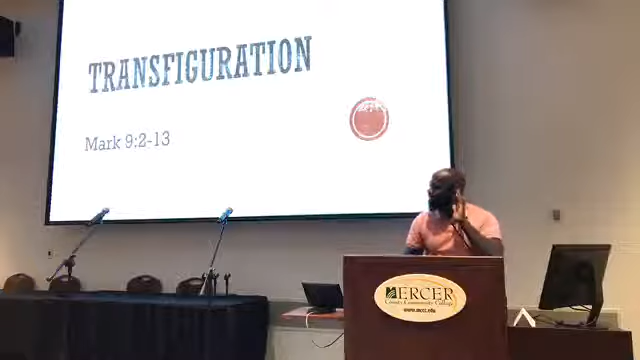 TRANSFIGURATION
Mark 9:2-13
MERCER
County Community College
www.mccc.edu